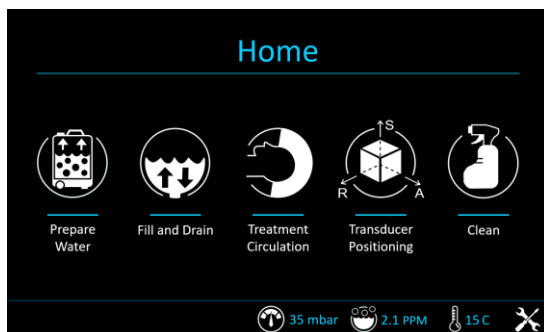 Home
S
R
A
Prepare
Water
Fill and Drain
Treatment
Circulation
Transducer
Positioning
Clean
35 mbar
2.1 PPM
15 C